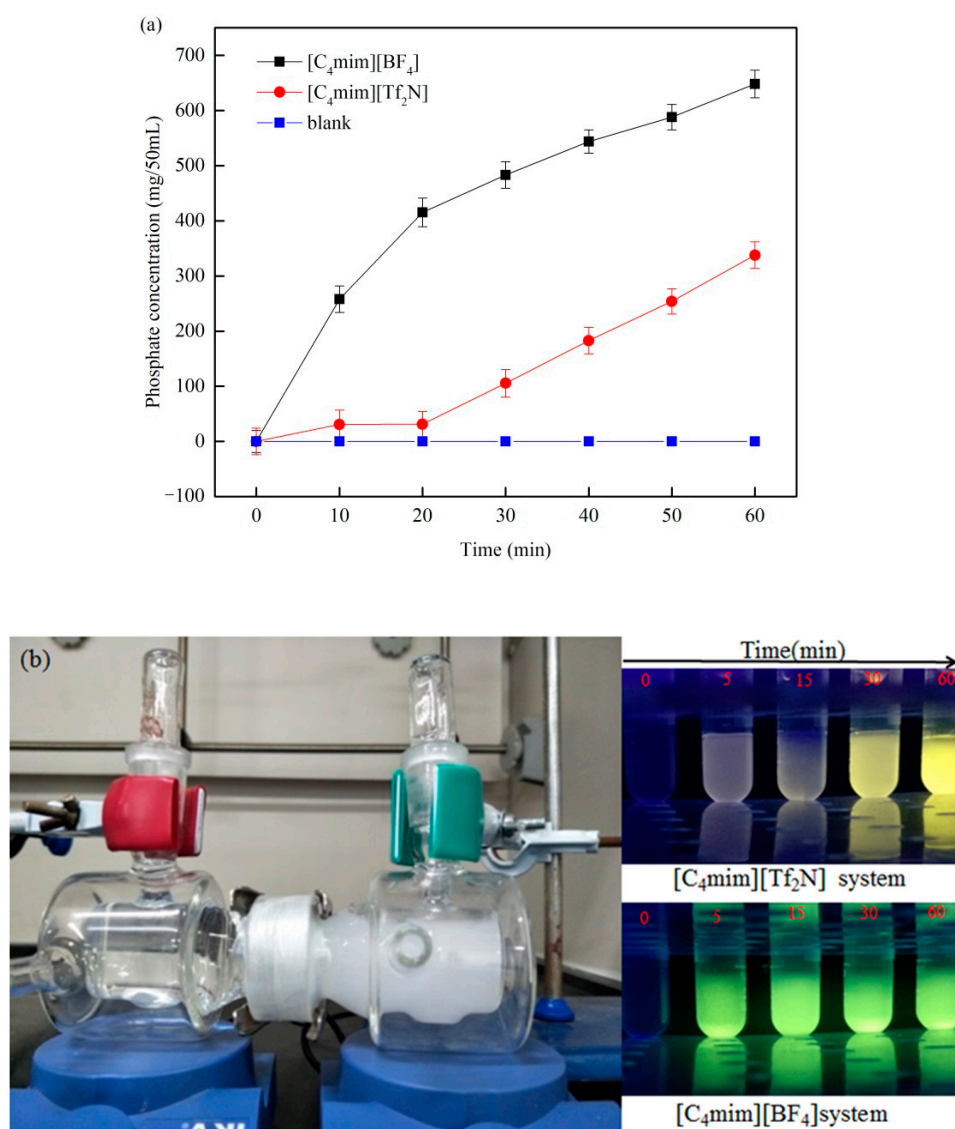 (a)
[C₄mim][BF₄]
[C₄mim][Tf₂N]
blank
Phosphate concentration (mg/50mL)
700
600
500
400
300
200
100
0
−100
0 10 20 30 40 50 60
Time (min)
(b)
Time(min)
0 5 15 30 60
[C₄mim][Tf₂N] system
0 5 15 30 60
[C₄mim][BF₄]system